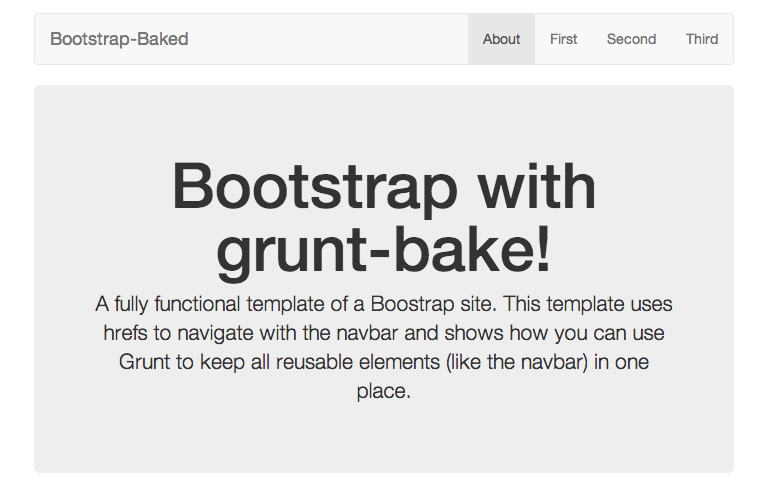 Bootstrap-Baked About First Second Third
Bootstrap with
grunt-bake!
A fully functional template of a Boostrap site. This template uses
hrefs to navigate with the navbar and shows how you can use
Grunt to keep all reusable elements (like the navbar) in one
place.